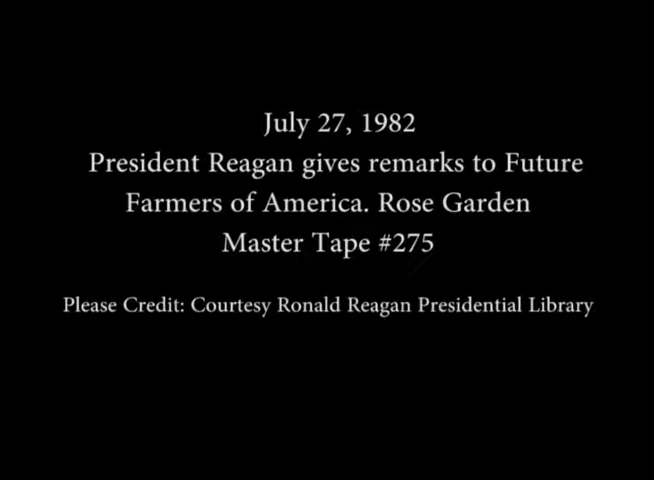 July 27, 1982
President Reagan gives remarks to Future
Farmers of America. Rose Garden
Master Tape #275
Please Credit: Courtesy Ronald Reagan Presidential Library